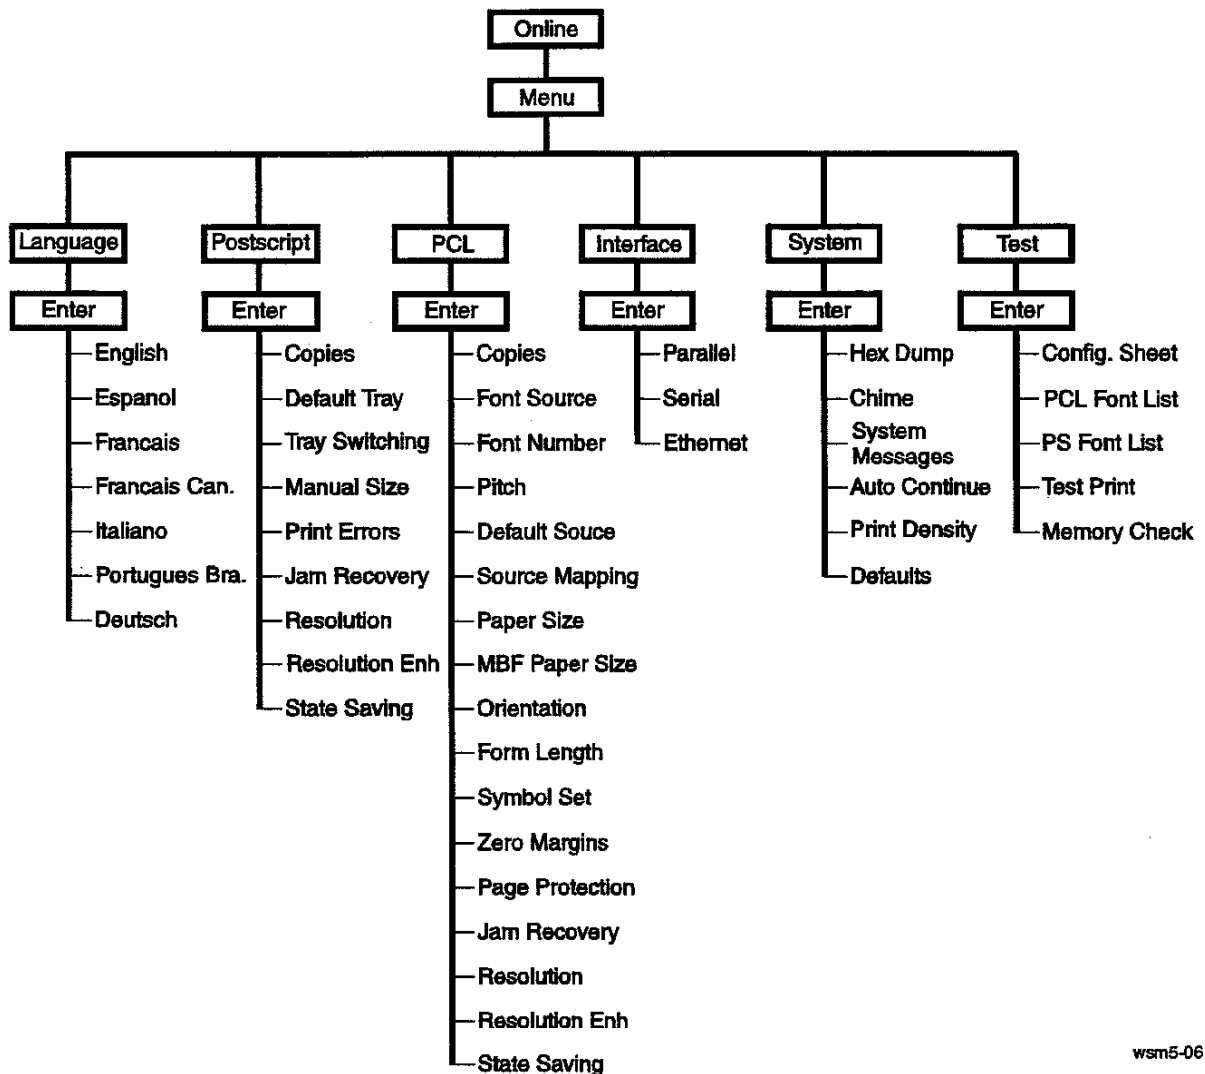 Online
Menu
Language
Postscript
PCL
Interface
System
Test
Enter
Enter
Enter
Enter
Enter
Enter
English
Espanol
Francais
Francais Can.
Italiano
Portugues Bra.
Deutsch
Copies
Default Tray
Tray Switching
Manual Size
Print Errors
Jam Recovery
Resolution
Resolution Enh
State Saving
Copies
Font Source
Font Number
Pitch
Default Souce
Source Mapping
Paper Size
MBF Paper Size
Orientation
Form Length
Symbol Set
Zero Margins
Page Protection
Jam Recovery
Resolution
Resolution Enh
State Saving
Parallel
Serial
Ethernet
Hex Dump
Chime
System
Messages
Auto Continue
Print Density
Defaults
Config. Sheet
PCL Font List
PS Font List
Test Print
Memory Check
wsm5-06